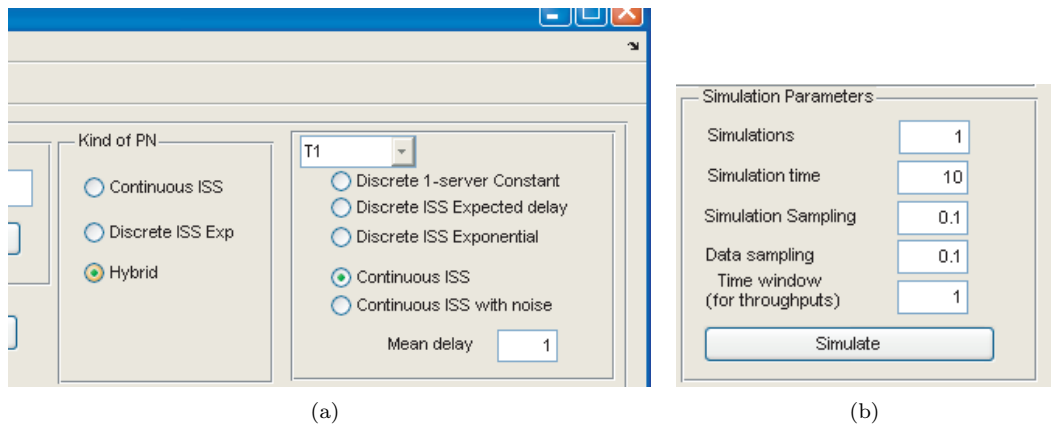 Kind of PN
Continuous ISS
Discrete ISS Exp
Hybrid
T1
Discrete 1-server Constant
Discrete ISS Expected delay
Discrete ISS Exponential
Continuous ISS
Continuous ISS with noise
Mean delay 1
(a)
Simulation Parameters
Simulations 1
Simulation time 10
Simulation Sampling 0.1
Data sampling 0.1
Time window
(for throughputs) 1
Simulate
(b)